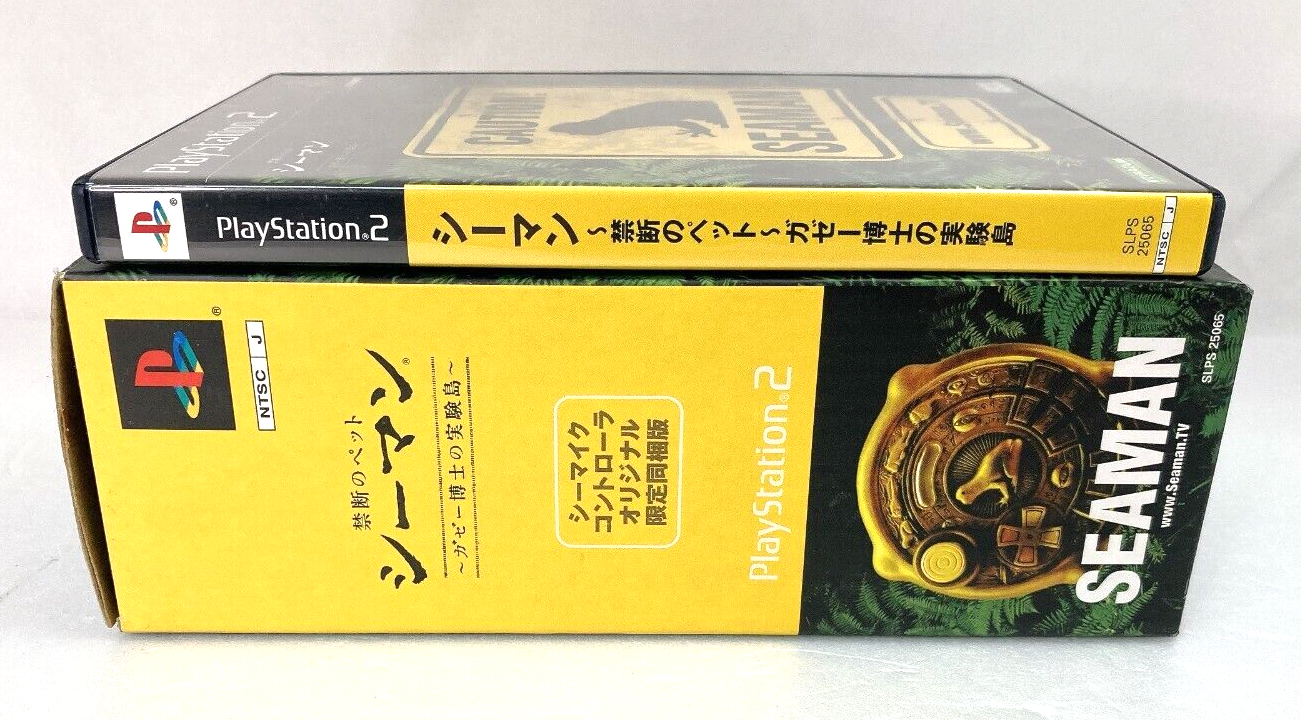 PlayStation®2
シーマン
CAUTION!
SEAMAN
PlayStation®2
シーマン ～禁断のペット～ガゼー博士の実験島
SLPS
25065
NTSC J
®
NTSC J
禁断のペット
シーマン®
～ガゼー博士の実験島～
シーマイク
コントローラ
オリジナル
限定同梱版
PlayStation®2
SEAMAN
www.Seaman.TV
SLPS 25065